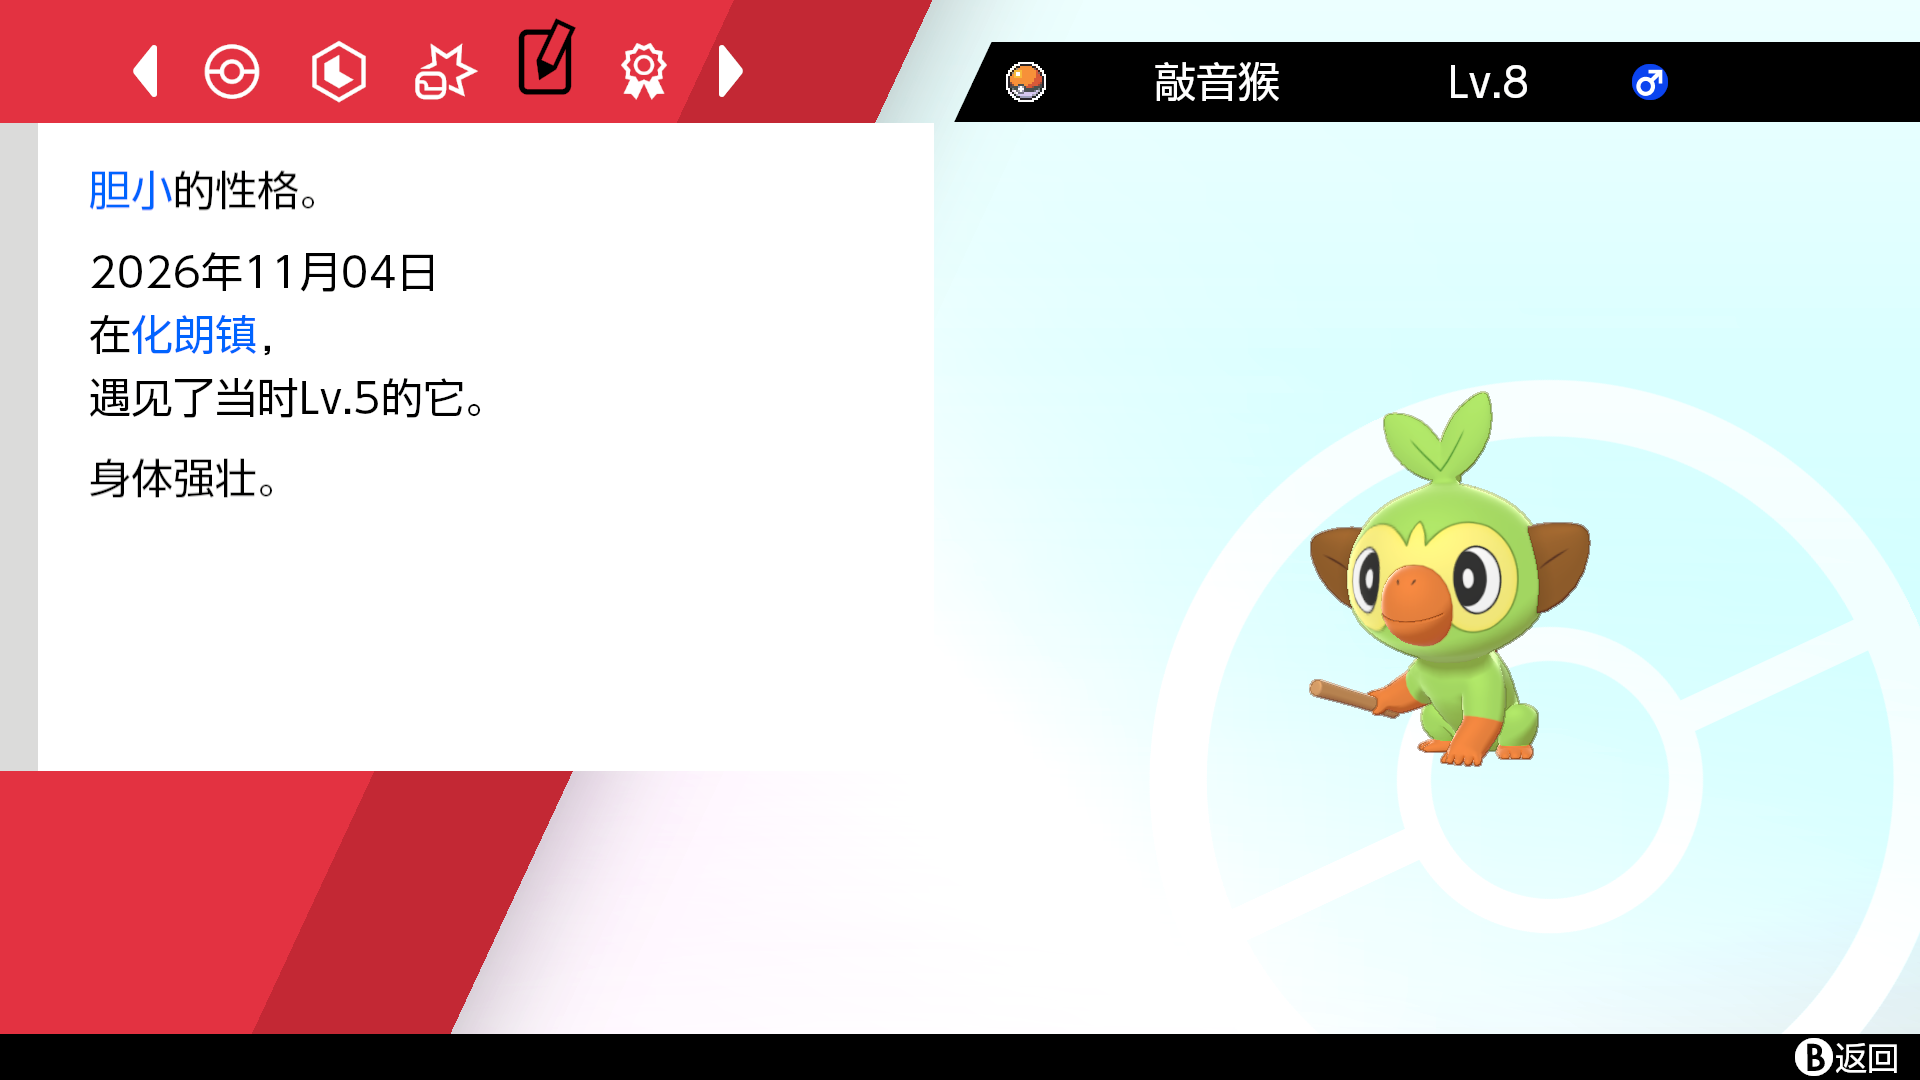 敲音猴 Lv.8 ♂
胆小的性格。
2026年11月04日
在化朗镇，
遇见了当时Lv.5的它。
身体强壮。
B返回